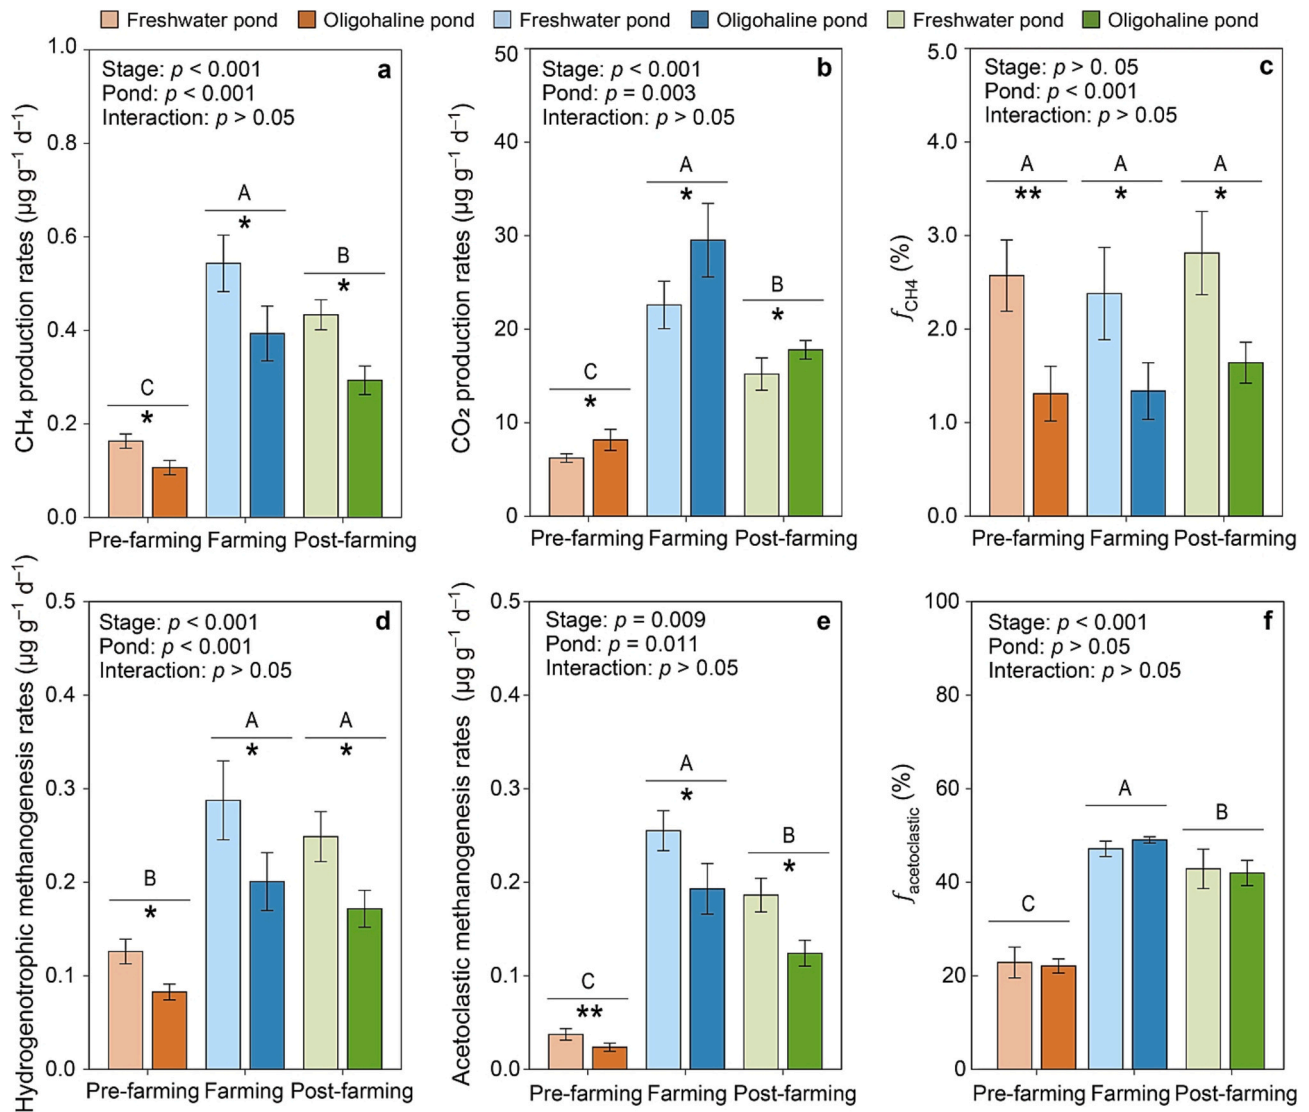 Freshwater pond Oligohaline pond Freshwater pond Oligohaline pond Freshwater pond Oligohaline pond
CH₄ production rates (µg g⁻¹ d⁻¹)
1.0
0.8
0.6
0.4
0.2
0.0
Stage: p < 0.001
Pond: p < 0.001
Interaction: p > 0.05
a
C
*
A
*
B
*
Pre-farming Farming Post-farming
CO₂ production rates (µg g⁻¹ d⁻¹)
50
40
30
20
10
0
Stage: p < 0.001
Pond: p = 0.003
Interaction: p > 0.05
b
C
*
A
*
B
*
Pre-farming Farming Post-farming
fCH4 (%)
5.0
4.0
3.0
2.0
1.0
0.0
Stage: p > 0. 05
Pond: p < 0.001
Interaction: p > 0.05
c
A
**
A
*
A
*
Pre-farming Farming Post-farming
Hydrogenotrophic methanogenesis rates (µg g⁻¹ d⁻¹)
0.5
0.4
0.3
0.2
0.1
0.0
Stage: p < 0.001
Pond: p < 0.001
Interaction: p > 0.05
d
B
*
A
*
A
*
Pre-farming Farming Post-farming
Acetoclastic methanogenesis rates (µg g⁻¹ d⁻¹)
0.5
0.4
0.3
0.2
0.1
0.0
Stage: p = 0.009
Pond: p = 0.011
Interaction: p > 0.05
e
C
**
A
*
B
*
Pre-farming Farming Post-farming
facetoclastic (%)
100
80
60
40
20
0
Stage: p < 0.001
Pond: p > 0.05
Interaction: p > 0.05
f
C
A
B
Pre-farming Farming Post-farming